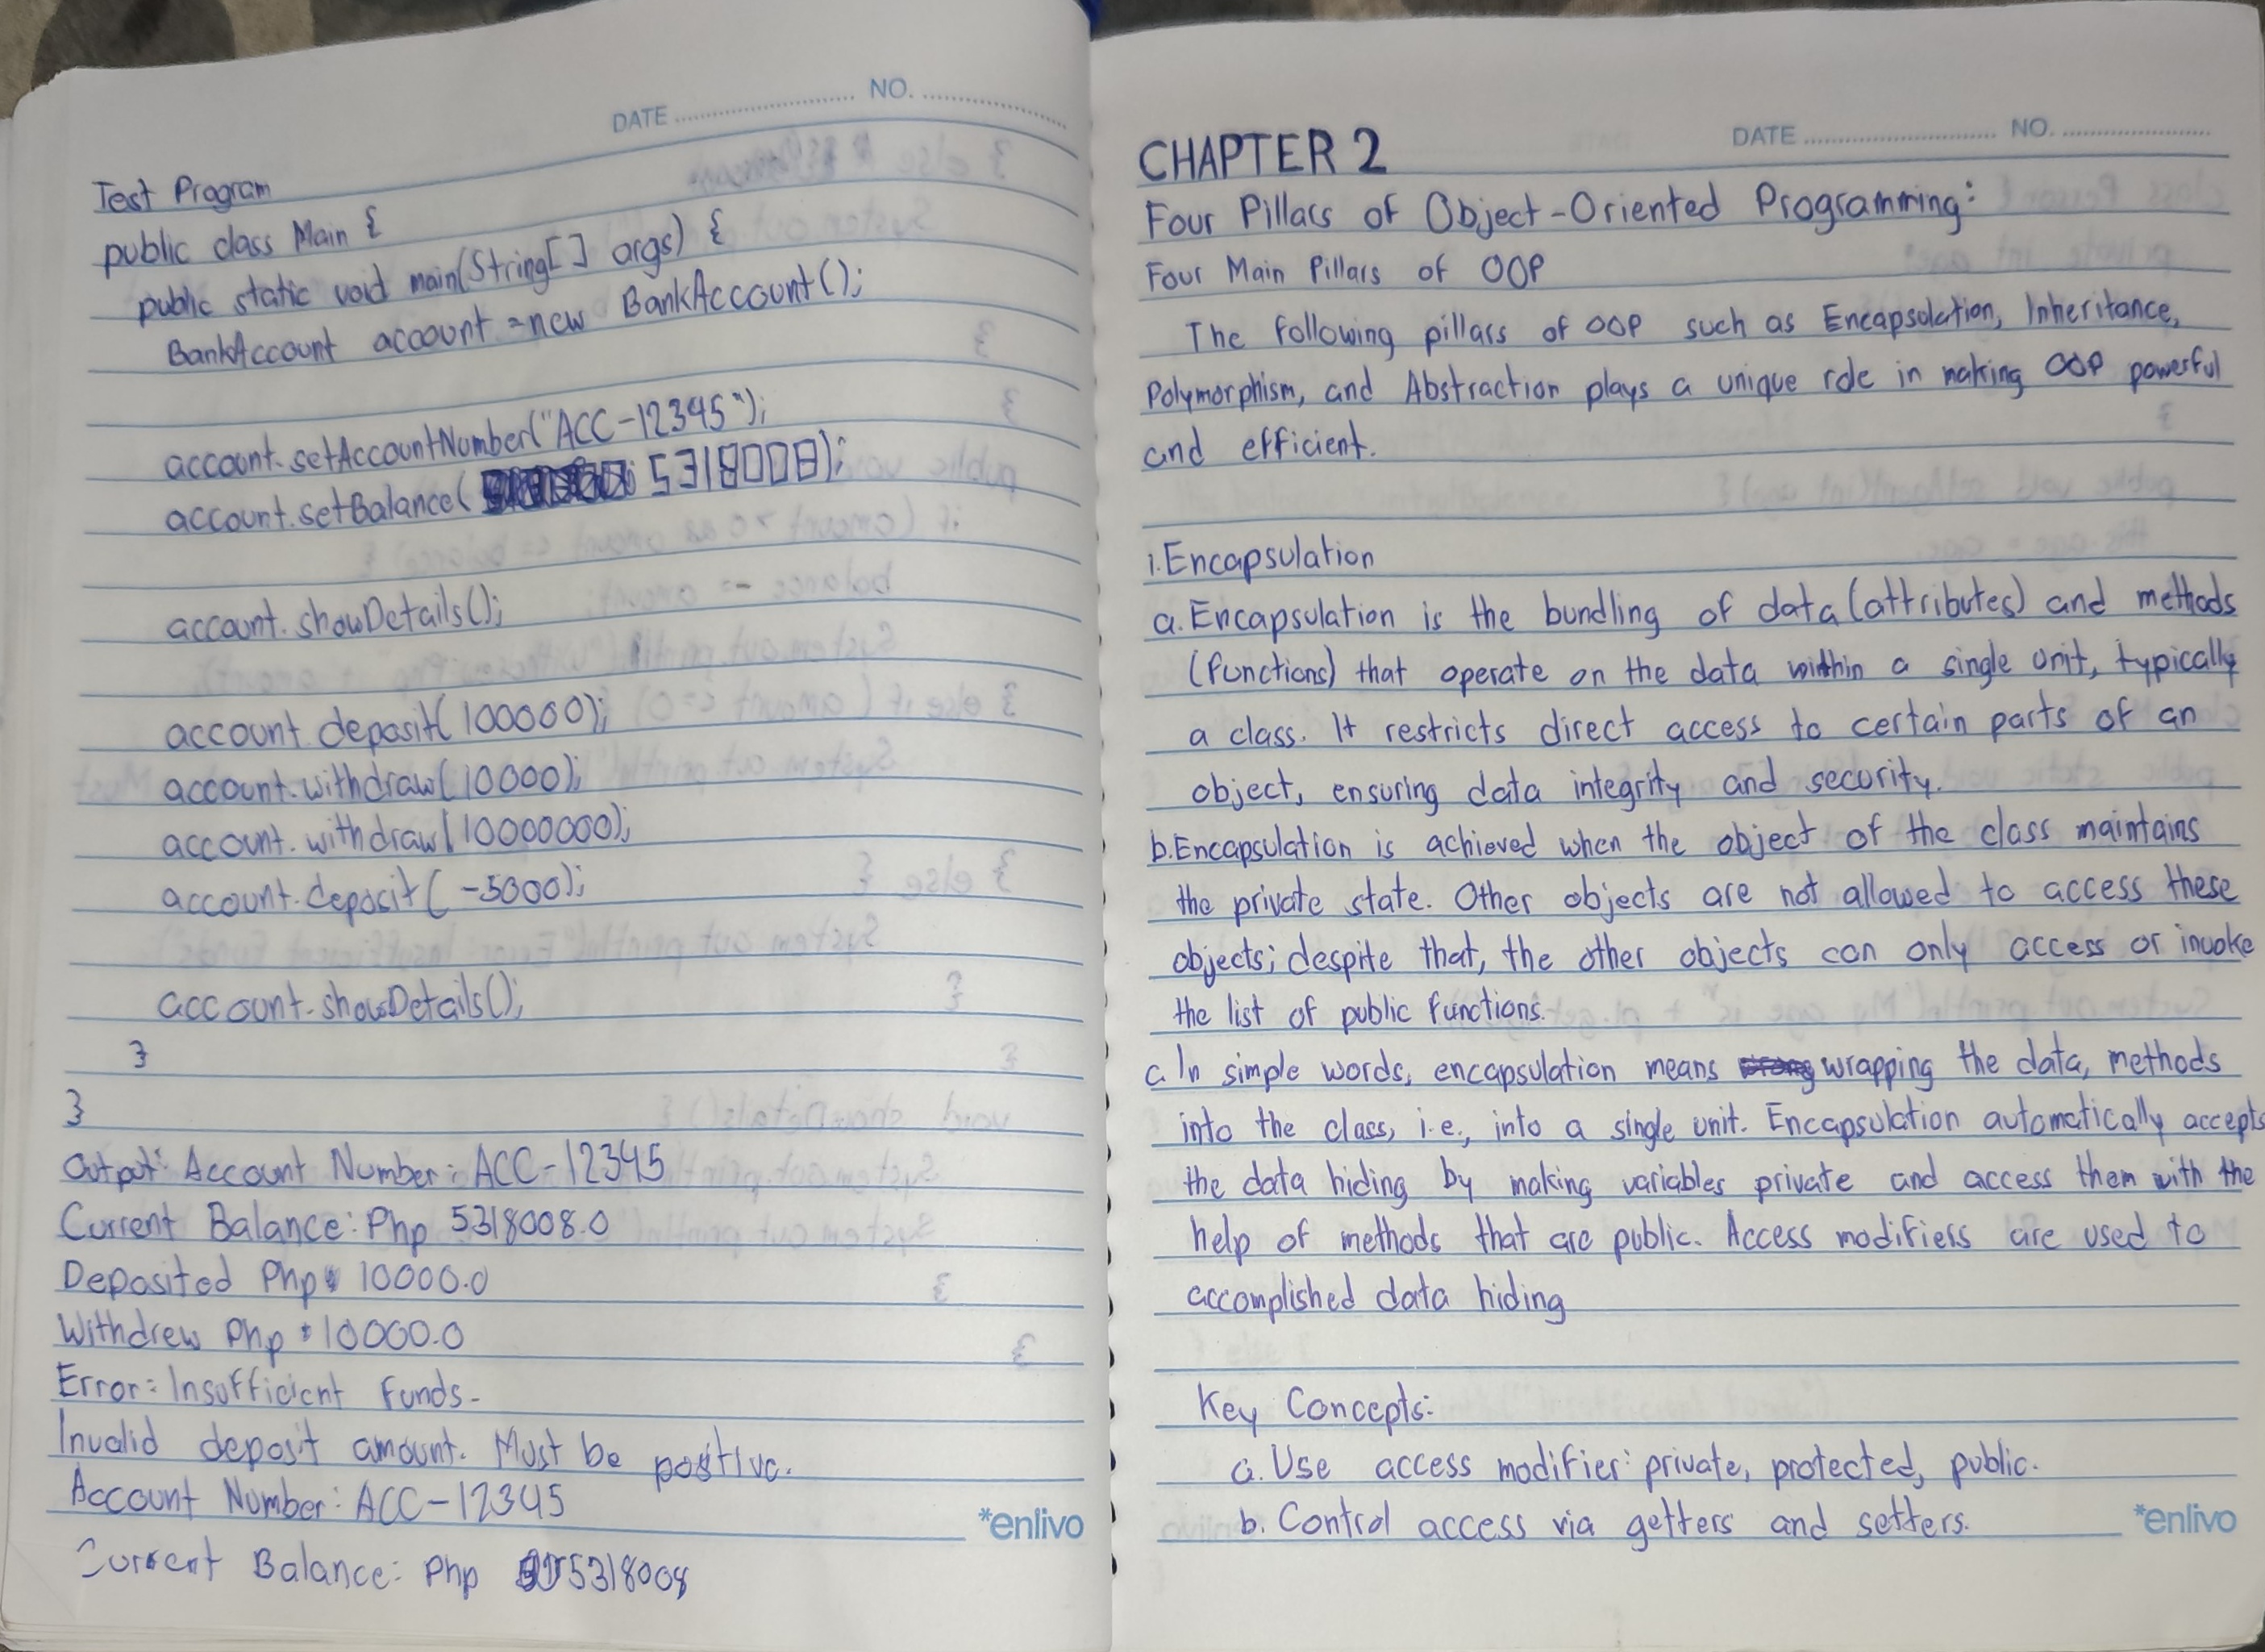 DATE NO.
Test Program
public class Main {
public static void main(String[] args) {
BankAccount account = new BankAccount();
account.setAccountNumber("ACC-12345");
account.setBalance( 5318008);
account.showDetails();
account.deposit(100000);
account.withdraw(10000);
account.withdraw(10000000);
account.deposit(-5000);
account.showDetails();
}
}
Output: Account Number: ACC-12345
Current Balance: Php 5318008.0
Deposited Php 10000.0
Withdrew Php 10000.0
Error: Insufficient Funds.
Invalid deposit amount. Must be positive.
Account Number: ACC-12345
*enlivo
Current Balance: Php 5318008
DATE NO.
CHAPTER 2
Four Pillars of Object-Oriented Programming:
Four Main Pillars of OOP
The following pillars of OOP such as Encapsulation, Inheritance,
Polymorphism, and Abstraction plays a unique role in making OOP powerful
and efficient.
i. Encapsulation
a. Encapsulation is the bundling of data (attributes) and methods
(functions) that operate on the data within a single unit, typically
a class. It restricts direct access to certain parts of an
object, ensuring data integrity and security.
b. Encapsulation is achieved when the object of the class maintains
the private state. Other objects are not allowed to access these
objects; despite that, the other objects can only access or invoke
the list of public functions.
c. In simple words, encapsulation means wrapping the data, methods
into the class, i.e., into a single unit. Encapsulation automatically accepts
the data hiding by making variables private and access them with the
help of methods that are public. Access modifiers are used to
accomplished data hiding
Key Concepts:
a. Use access modifier: private, protected, public.
b. Control access via getters and setters.
*enlivo